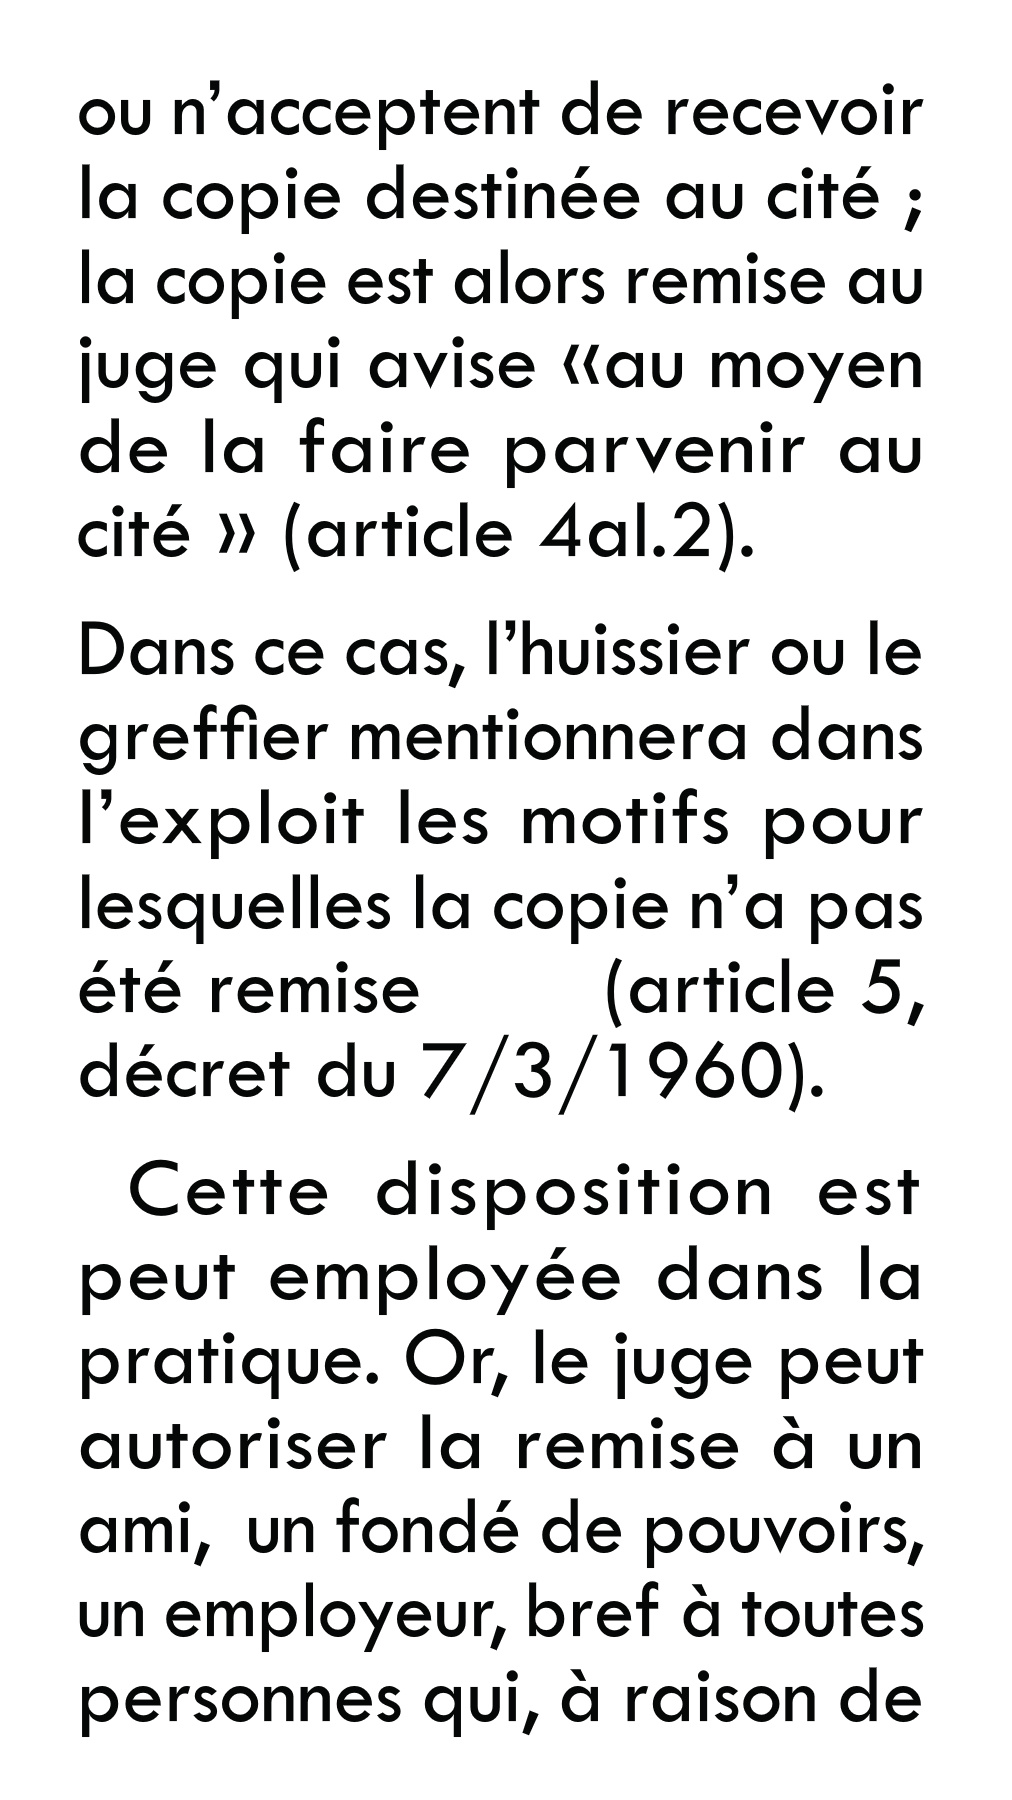 ou n’acceptent de recevoir
la copie destinée au cité ;
la copie est alors remise au
juge qui avise «au moyen
de la faire parvenir au
cité » (article 4al.2).
Dans ce cas, l’huissier ou le
greffier mentionnera dans
l’exploit les motifs pour
lesquelles la copie n’a pas
été remise (article 5,
décret du 7/3/1960).
Cette disposition est
peut employée dans la
pratique. Or, le juge peut
autoriser la remise à un
ami, un fondé de pouvoirs,
un employeur, bref à toutes
personnes qui, à raison de